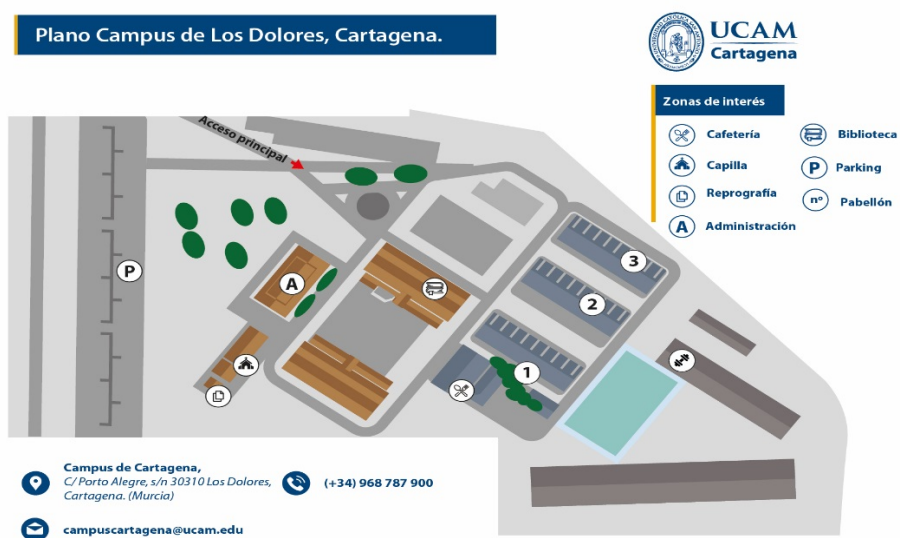 Plano Campus de Los Dolores, Cartagena.
UCAM
Cartagena
Zonas de interés
Cafetería
Biblioteca
Capilla
P
Parking
Reprografía
nº
Pabellón
A
Administración
Acceso principal
P
A
3
2
1
Campus de Cartagena,
C/ Porto Alegre, s/n 30310 Los Dolores,
Cartagena. (Murcia)
(+34) 968 787 900
campuscartagena@ucam.edu